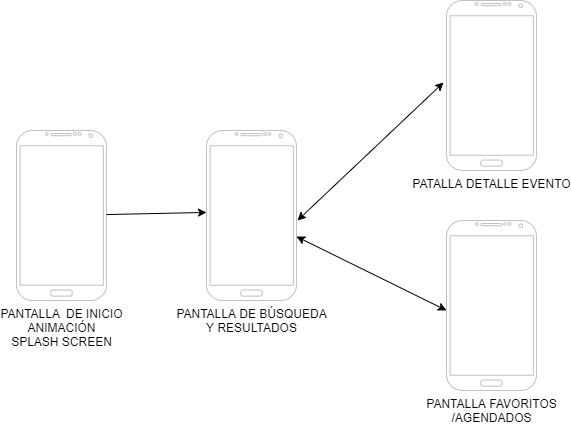 PANTALLA DE INICIO
ANIMACIÓN
SPLASH SCREEN
PANTALLA DE BÚSQUEDA
Y RESULTADOS
PATALLA DETALLE EVENTO
PANTALLA FAVORITOS
/AGENDADOS